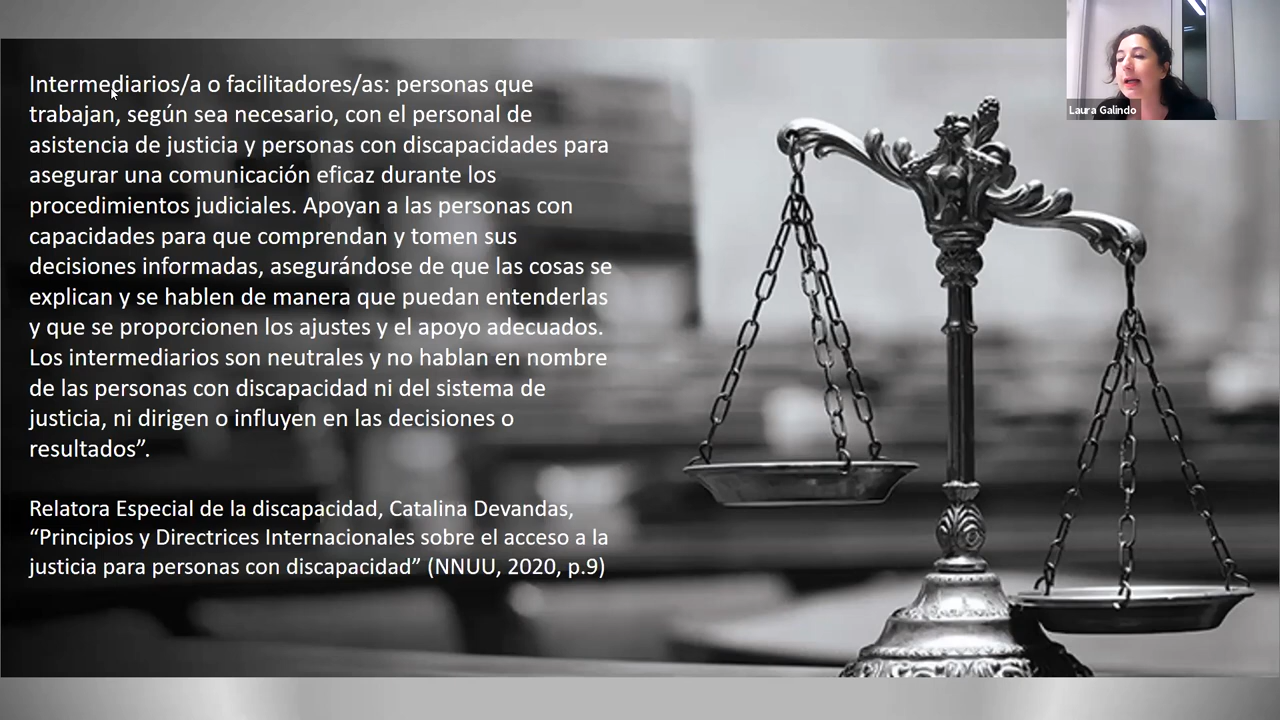 Intermediarios/a o facilitadores/as: personas que
trabajan, según sea necesario, con el personal de
asistencia de justicia y personas con discapacidades para
asegurar una comunicación eficaz durante los
procedimientos judiciales. Apoyan a las personas con
capacidades para que comprendan y tomen sus
decisiones informadas, asegurándose de que las cosas se
explican y se hablen de manera que puedan entenderlas
y que se proporcionen los ajustes y el apoyo adecuados.
Los intermediarios son neutrales y no hablan en nombre
de las personas con discapacidad ni del sistema de
justicia, ni dirigen o influyen en las decisiones o
resultados”.
Relatora Especial de la discapacidad, Catalina Devandas,
“Principios y Directrices Internacionales sobre el acceso a la
justicia para personas con discapacidad” (NNUU, 2020, p.9)
Laura Galindo